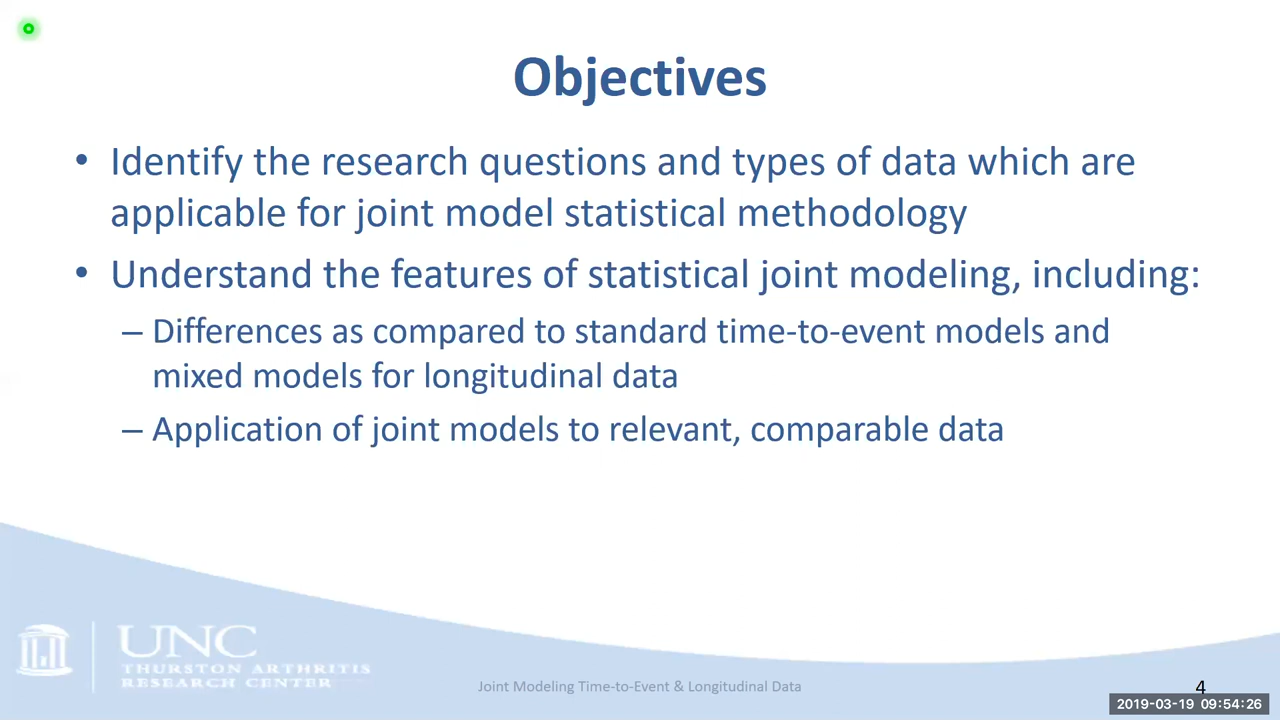 Objectives
• Identify the research questions and types of data which are
applicable for joint model statistical methodology
• Understand the features of statistical joint modeling, including:
– Differences as compared to standard time-to-event models and
mixed models for longitudinal data
– Application of joint models to relevant, comparable data
UNC
THURSTON ARTHRITIS
RESEARCH CENTER
Joint Modeling Time-to-Event & Longitudinal Data
4
2019-03-19 09:54:26